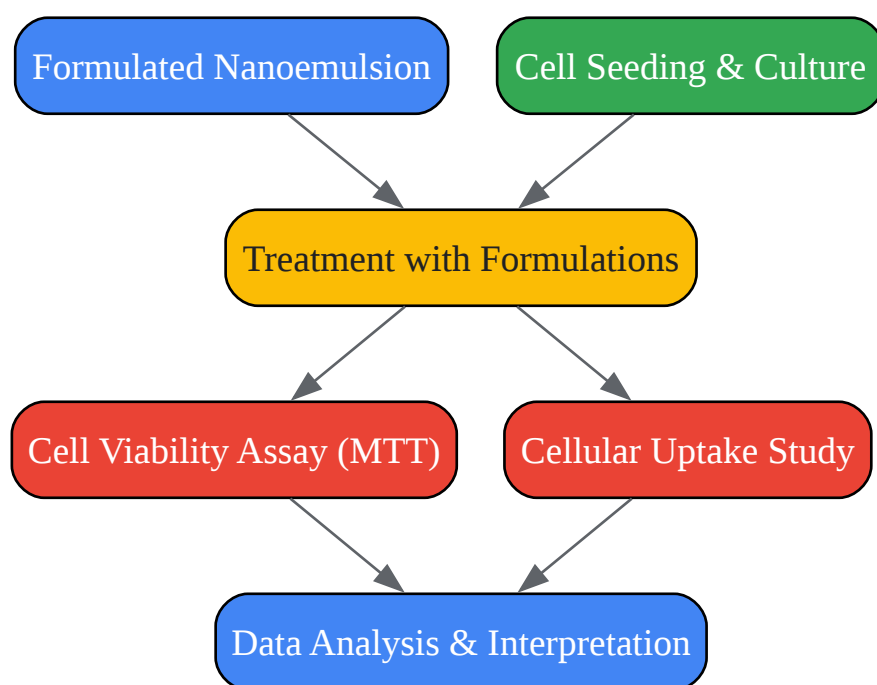 Formulated Nanoemulsion
Cell Seeding & Culture
Treatment with Formulations
Cell Viability Assay (MTT)
Cellular Uptake Study
Data Analysis & Interpretation